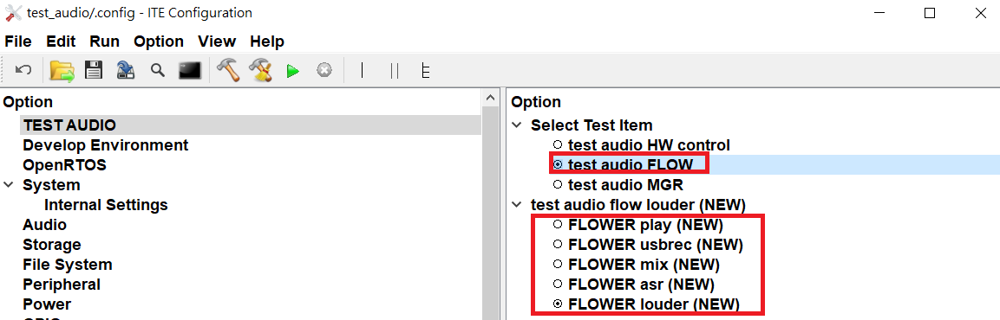 test_audio/.config - ITE Configuration
File Edit Run Option View Help
Option
TEST AUDIO
Develop Environment
OpenRTOS
System
Internal Settings
Audio
Storage
File System
Peripheral
Power
Option
Select Test Item
test audio HW control
test audio FLOW
test audio MGR
test audio flow louder (NEW)
FLOWER play (NEW)
FLOWER usbrec (NEW)
FLOWER mix (NEW)
FLOWER asr (NEW)
FLOWER louder (NEW)